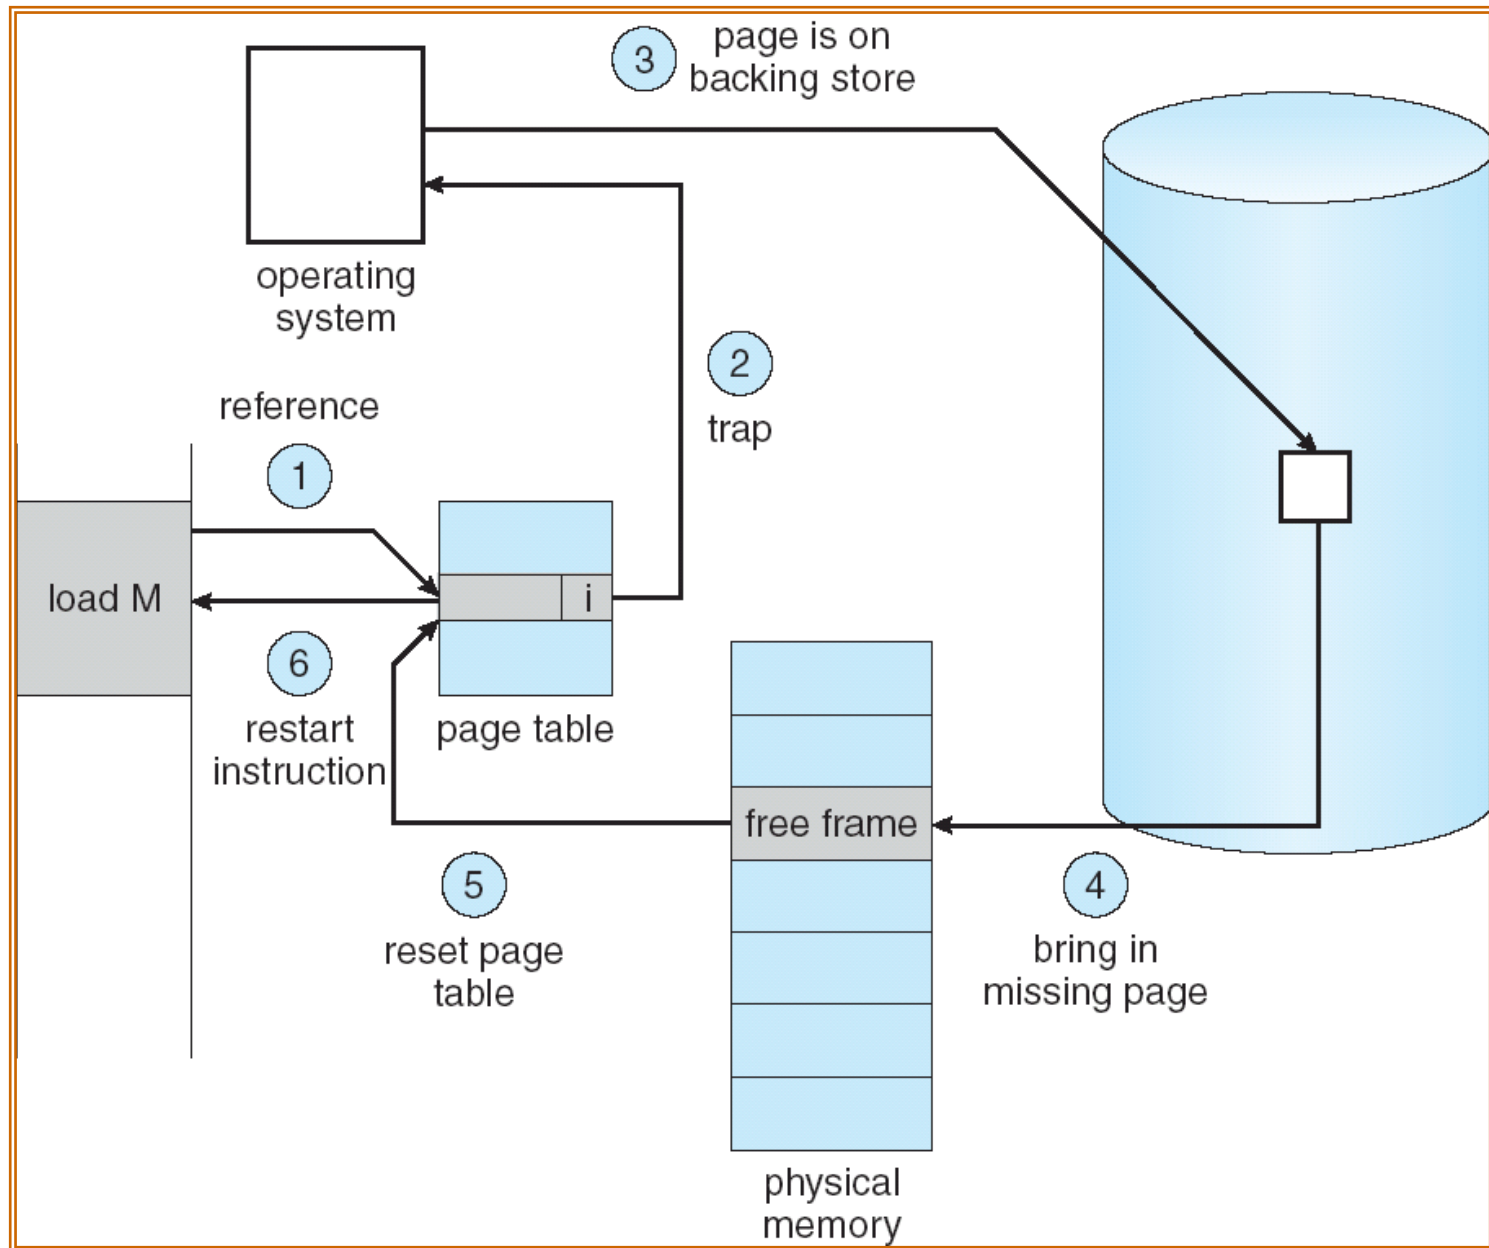 3
page is on
backing store
operating
system
2
trap
reference
1
load M
i
6
restart
instruction
page table
free frame
5
reset page
table
4
bring in
missing page
physical
memory